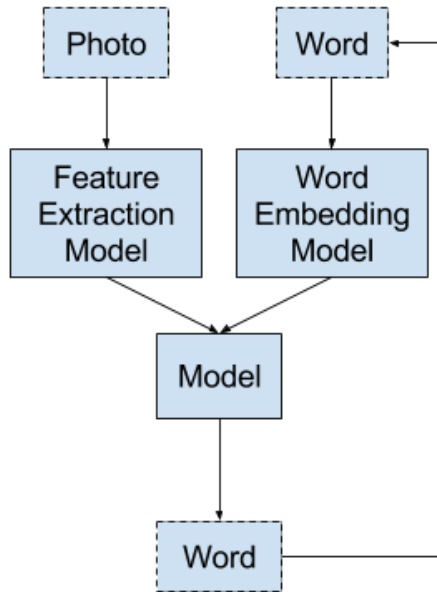 Photo
Word
Feature
Extraction
Model
Word
Embedding
Model
Model
Word